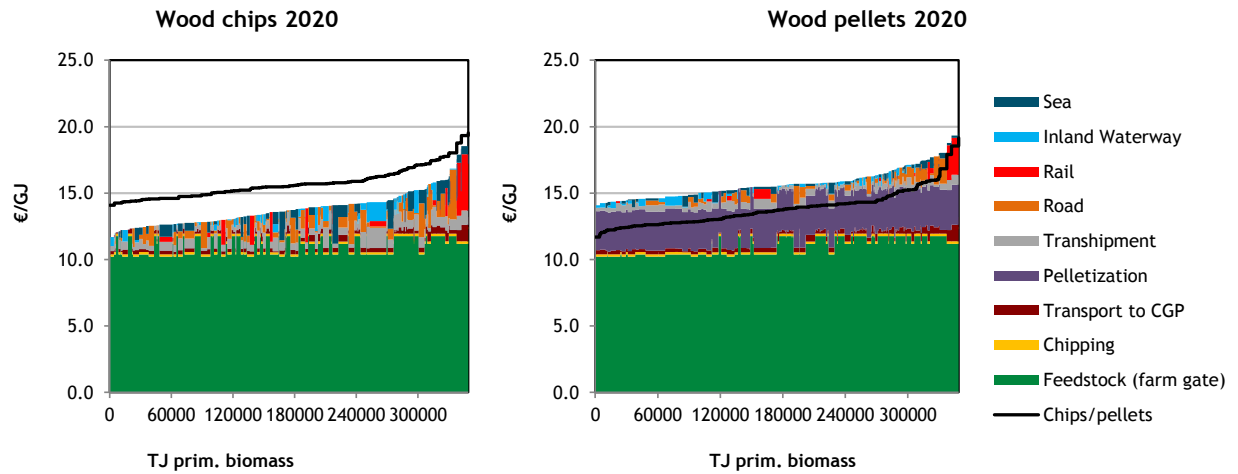 Wood chips 2020
€/GJ
25.0
20.0
15.0
10.0
5.0
0.0
0 60000 120000 180000 240000 300000
TJ prim. biomass
Wood pellets 2020
€/GJ
25.0
20.0
15.0
10.0
5.0
0.0
0 60000 120000 180000 240000 300000
TJ prim. biomass
Sea
Inland Waterway
Rail
Road
Transhipment
Pelletization
Transport to CGP
Chipping
Feedstock (farm gate)
Chips/pellets